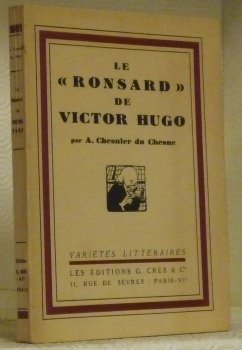 LE
« RONSARD »
DE
VICTOR HUGO
par A. Chesnier du Chesne
VARIÉTÉS LITTÉRAIRES
LES ÉDITIONS G. CRÈS & Cie
11, RUE DE SÈVRES - PARIS-VIe